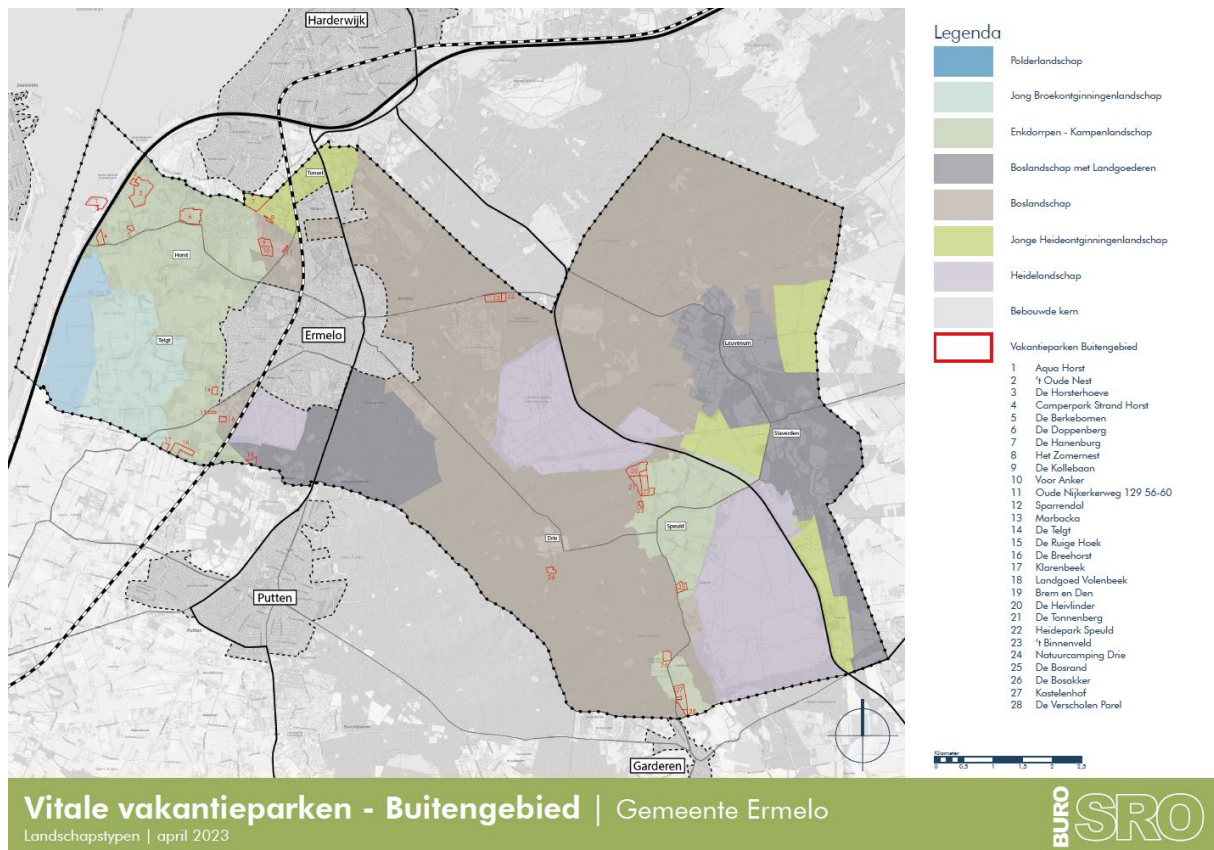 Harderwijk
Tonsel
Horst
Telgt
Ermelo
Leuvenum
Staverden
Speuld
Drie
Putten
Putten
Garderen
Legenda
Polderlandschap
Jong Broekontginningenlandschap
Enkdorrpen - Kampenlandschap
Boslandschap met Landgoederen
Boslandschap
Jonge Heideontginningenlandschap
Heidelandschap
Bebouwde kern
Vakantieparken Buitengebied
1 Aqua Horst
2 't Oude Nest
3 De Horsterhoeve
4 Camperpark Strand Horst
5 De Berkebomen
6 De Doppenberg
7 De Hanenburg
8 Het Zomernest
9 De Kolleboan
10 Voor Anker
11 Oude Nijkerkerweg 129 56-60
12 Sparrendal
13 Marbacka
14 De Telgt
15 De Ruige Hoek
16 De Breehorst
17 Klarenbeek
18 Landgoed Volenbeek
19 Brem en Den
20 De Heivlinder
21 De Tonnenberg
22 Heidepark Speuld
23 't Binnenveld
24 Natuurcamping Drie
25 De Bosrand
26 De Bosakker
27 Kastelenhof
28 De Verscholen Parel
Kilometer
0 0,5 1 1,5 2 2,5
Vitale vakantieparken - Buitengebied | Gemeente Ermelo
Landschapstypen | april 2023
BURO SRO